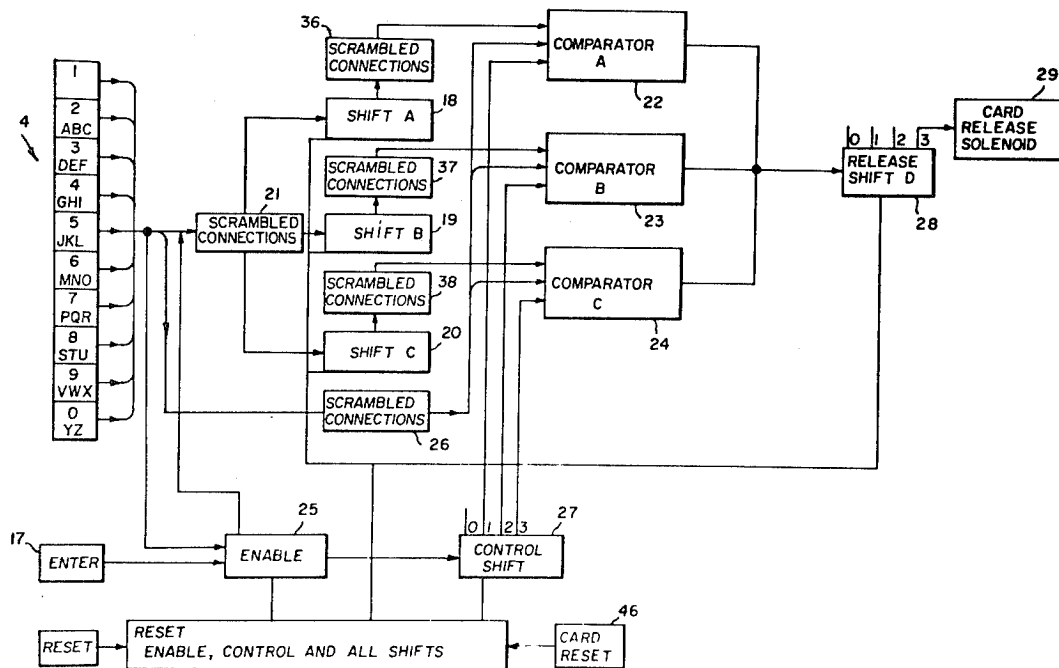 36
SCRAMBLED
CONNECTIONS
COMPARATOR
A
22
18
SHIFT A
29
CARD
RELEASE
SOLENOID
4
1
2
ABC
3
DEF
4
GHI
5
JKL
6
MNO
7
PQR
8
STU
9
VWX
0
YZ
37
SCRAMBLED
CONNECTIONS
COMPARATOR
B
23
0 1 2 3
RELEASE
SHIFT D
28
21
SCRAMBLED
CONNECTIONS
19
SHIFT B
38
SCRAMBLED
CONNECTIONS
COMPARATOR
C
24
20
SHIFT C
SCRAMBLED
CONNECTIONS
26
25
ENABLE
17
ENTER
0 1 2 3
27
CONTROL
SHIFT
RESET
RESET
ENABLE, CONTROL AND ALL SHIFTS
46
CARD
RESET